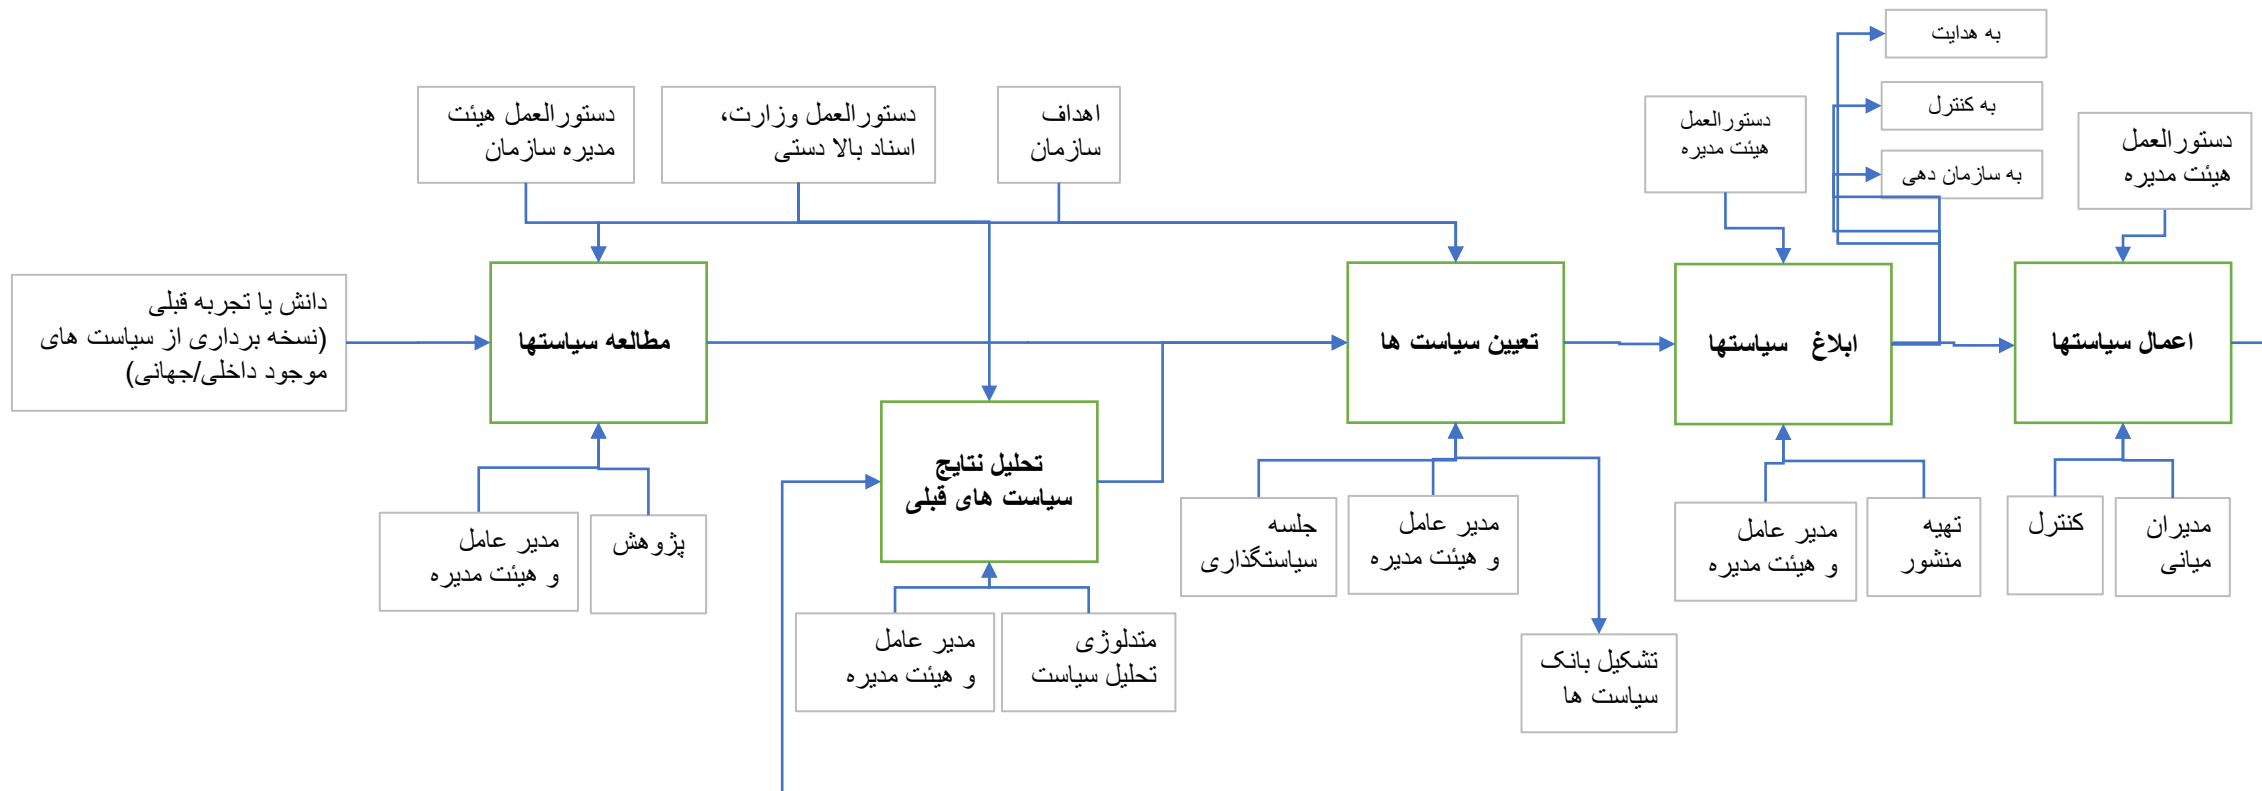 به هدایت
به کنترل
به سازمان دهی
دستورالعمل هیئت
مدیره سازمان
دستورالعمل وزارت،
اسناد بالا دستی
اهداف
سازمان
دستورالعمل
هیئت مدیره
دستورالعمل
هیئت مدیره
دانش یا تجربه قبلی
(نسخه برداری از سیاست های
موجود داخلی/جهانی)
مطالعه سیاستها
تعیین سیاست ها
ابلاغ سیاستها
اعمال سیاستها
تحلیل نتایج
سیاست های قبلی
مدیر عامل
و هیئت مدیره
پژوهش
جلسه
سیاستگذاری
مدیر عامل
و هیئت مدیره
مدیر عامل
و هیئت مدیره
تهیه
منشور
کنترل
مدیران
میانی
مدیر عامل
و هیئت مدیره
متدلوژی
تحلیل سیاست
تشکیل بانک
سیاست ها